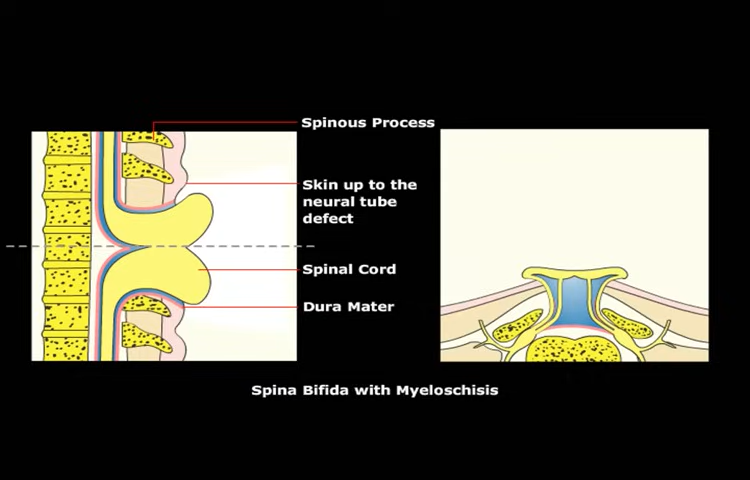 Spinous Process
Skin up to the
neural tube
defect
Spinal Cord
Dura Mater
Spina Bifida with Myeloschisis